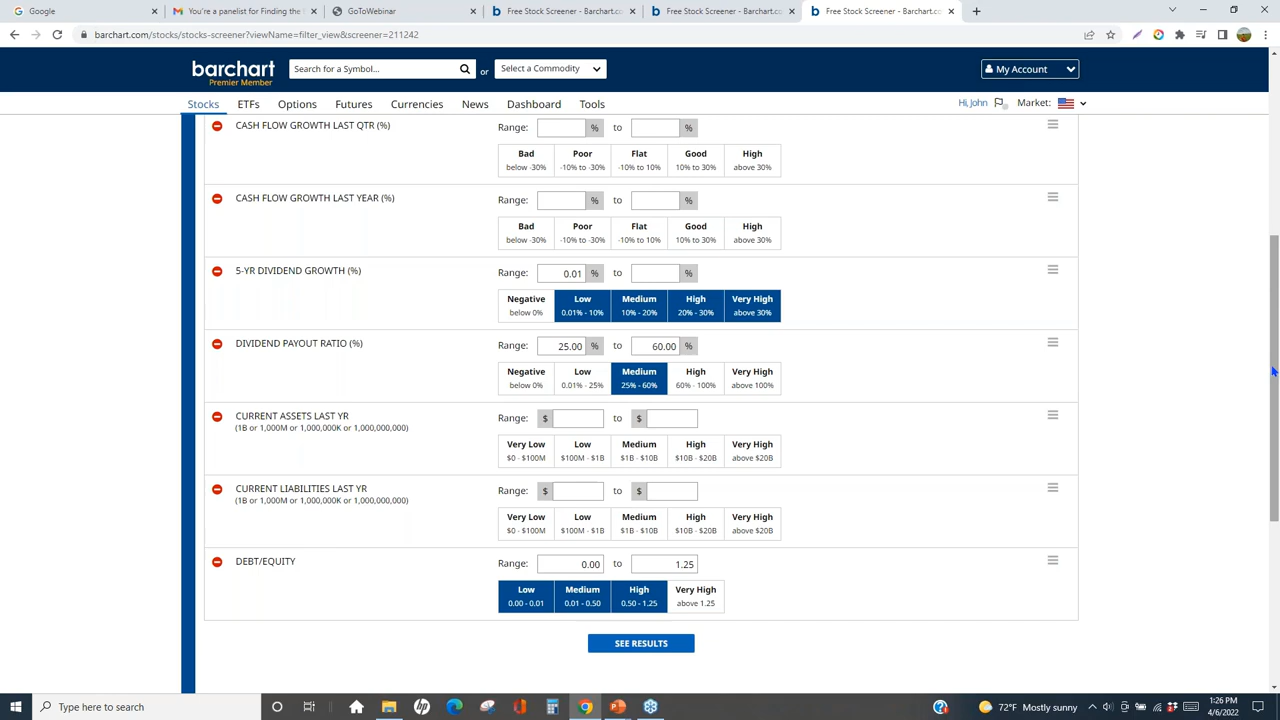 Google
You're a panelist for Finding the
GoToWebinar
Free Stock Screener - Barchart.co
Free Stock Screener - Barchart.co
Free Stock Screener - Barchart.co
barchart.com/stocks/stocks-screener?viewName=filter_view&screener=211242
barchart
Premier Member
Search for a Symbol...
or
Select a Commodity
My Account
Stocks ETFs Options Futures Currencies News Dashboard Tools
Hi, John
Market:
CASH FLOW GROWTH LAST QTR (%)
Range: % to %
Bad Poor Flat Good High
below -30% -10% to -30% -10% to 10% 10% to 30% above 30%
CASH FLOW GROWTH LAST YEAR (%)
Range: % to %
Bad Poor Flat Good High
below -30% -10% to -30% -10% to 10% 10% to 30% above 30%
5-YR DIVIDEND GROWTH (%)
Range: 0.01 % to %
Negative Low Medium High Very High
below 0% 0.01% - 10% 10% - 20% 20% - 30% above 30%
DIVIDEND PAYOUT RATIO (%)
Range: 25.00 % to 60.00 %
Negative Low Medium High Very High
below 0% 0.01% - 25% 25% - 60% 60% - 100% above 100%
CURRENT ASSETS LAST YR
(1B or 1,000M or 1,000,000K or 1,000,000,000)
Range: $ to $
Very Low Low Medium High Very High
$0 - $100M $100M - $1B $1B - $10B $10B - $20B above $20B
CURRENT LIABILITIES LAST YR
(1B or 1,000M or 1,000,000K or 1,000,000,000)
Range: $ to $
Very Low Low Medium High Very High
$0 - $100M $100M - $1B $1B - $10B $10B - $20B above $20B
DEBT/EQUITY
Range: 0.00 to 1.25
Low Medium High Very High
0.00 - 0.01 0.01 - 0.50 0.50 - 1.25 above 1.25
SEE RESULTS
Type here to search
hp
72°F Mostly sunny
1:26 PM
4/6/2022